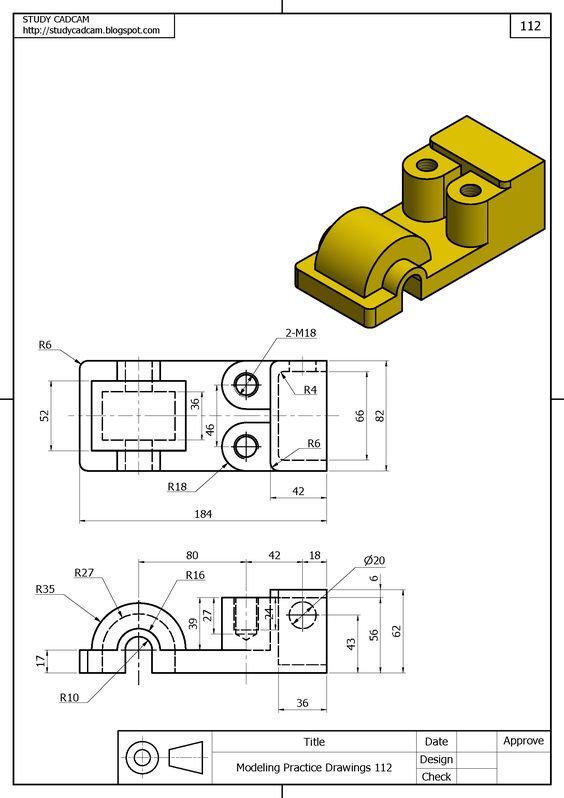 STUDY CADCAM
http://studycadcam.blogspot.com
112
2-M18
R6
R4
52
36
46
66
82
R6
R18
42
184
80
42
18
Ø20
6
R27
R16
R35
39
27
24
43
56
62
17
R10
36
Title
Date
Approve
Modeling Practice Drawings 112
Design
Check